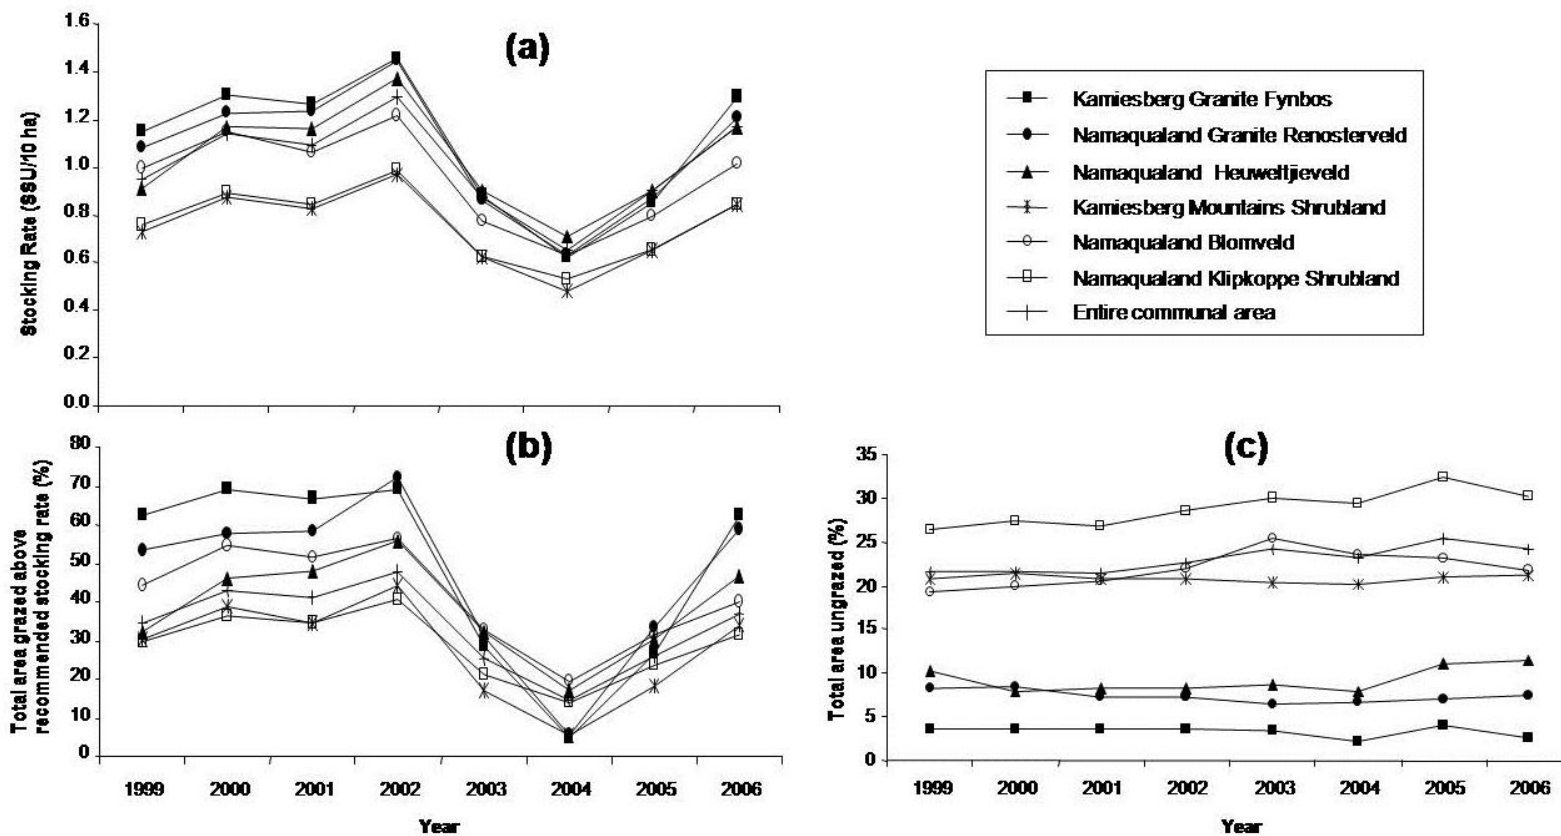 (a)
Stocking Rate (SSU/10 ha)
1.6
1.4
1.2
1.0
0.8
0.6
0.4
0.2
0.0
Kamiesberg Granite Fynbos
Namaqualand Granite Renosterveld
Namaqualand Heuweltjieveld
Kamiesberg Mountains Shrubland
Namaqualand Blomveld
Namaqualand Klipkoppe Shrubland
Entire communal area
(b)
Total area grazed above
recommended stocking rate (%)
80
70
60
50
40
30
20
10
0
1999 2000 2001 2002 2003 2004 2005 2006
Year
(c)
Total area ungrazed (%)
35
30
25
20
15
10
5
0
1999 2000 2001 2002 2003 2004 2005 2006
Year